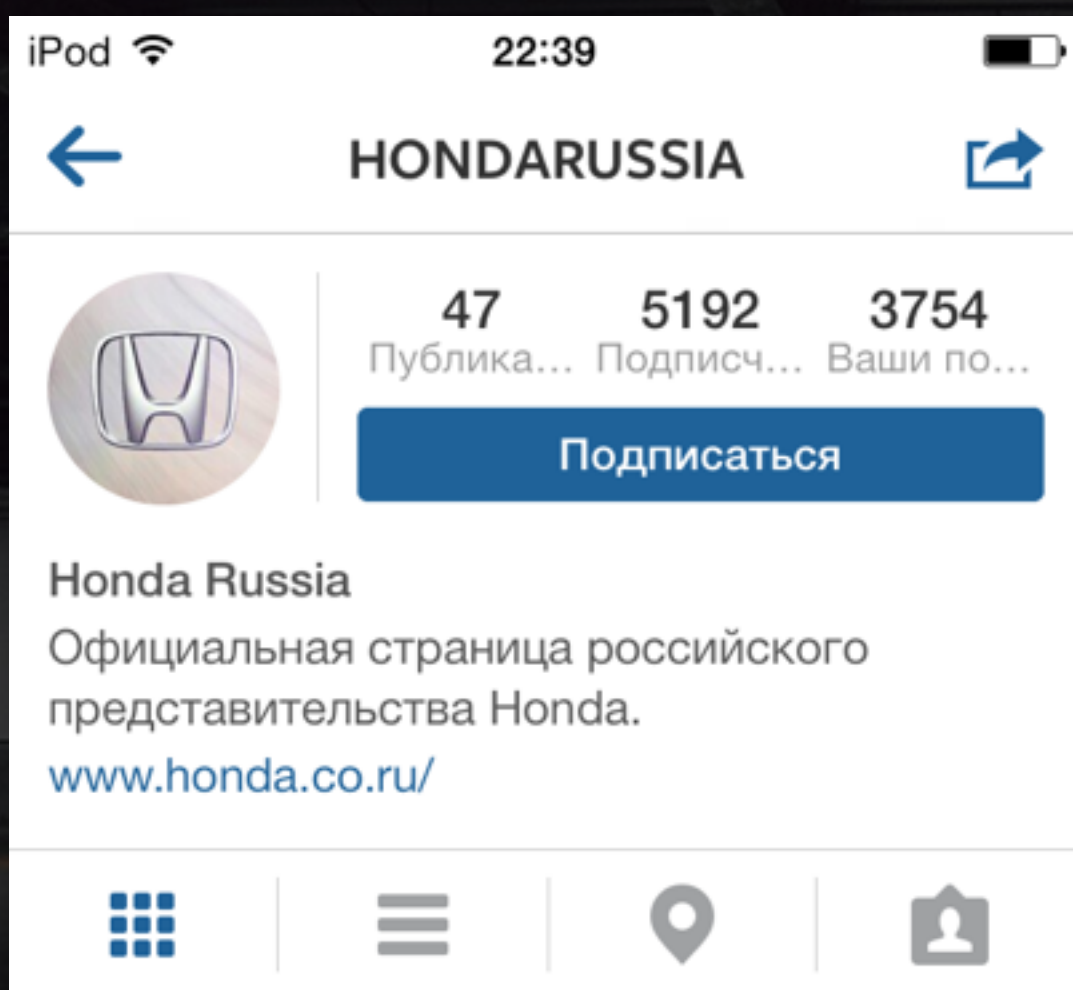 iPod 22:39
HONDARUSSIA
47 5192 3754
Публика... Подписч... Ваши по...
Подписаться
Honda Russia
Официальная страница российского
представительства Honda.
www.honda.co.ru/